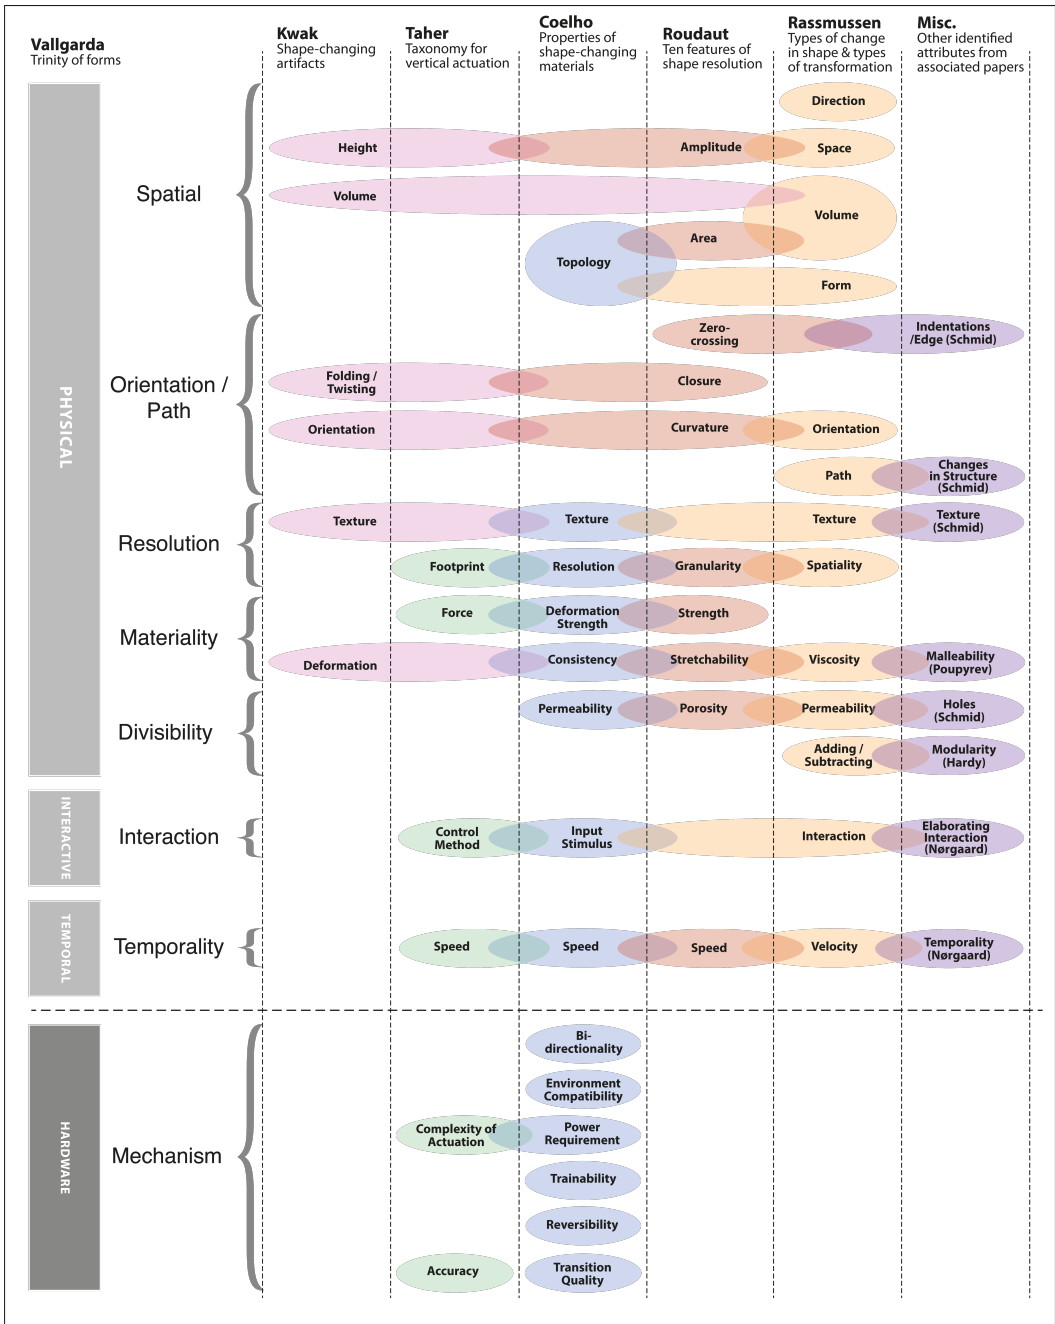 Vallgarda
Trinity of forms
Kwak
Shape-changing
artifacts
Taher
Taxonomy for
vertical actuation
Coelho
Properties of
shape-changing
materials
Roudaut
Ten features of
shape resolution
Rassmussen
Types of change
in shape & types
of transformation
Misc.
Other identified
attributes from
associated papers
PHYSICAL
Spatial
Direction
Height
Amplitude
Space
Volume
Volume
Area
Topology
Form
Orientation /
Path
Zero-
crossing
Indentations
/Edge (Schmid)
Folding /
Twisting
Closure
Orientation
Curvature
Orientation
Path
Changes
in Structure
(Schmid)
Resolution
Texture
Texture
Texture
Texture
(Schmid)
Footprint
Resolution
Granularity
Spatiality
Materiality
Force
Deformation
Strength
Strength
Deformation
Consistency
Stretchability
Viscosity
Malleability
(Poupyrev)
Divisibility
Permeability
Porosity
Permeability
Holes
(Schmid)
Adding /
Subtracting
Modularity
(Hardy)
INTERACTIVE
Interaction
Control
Method
Input
Stimulus
Interaction
Elaborating
Interaction
(Nørgaard)
TEMPORAL
Temporality
Speed
Speed
Speed
Velocity
Temporality
(Nørgaard)
HARDWARE
Mechanism
Bi-
directionality
Environment
Compatibility
Complexity of
Actuation
Power
Requirement
Trainability
Reversibility
Accuracy
Transition
Quality